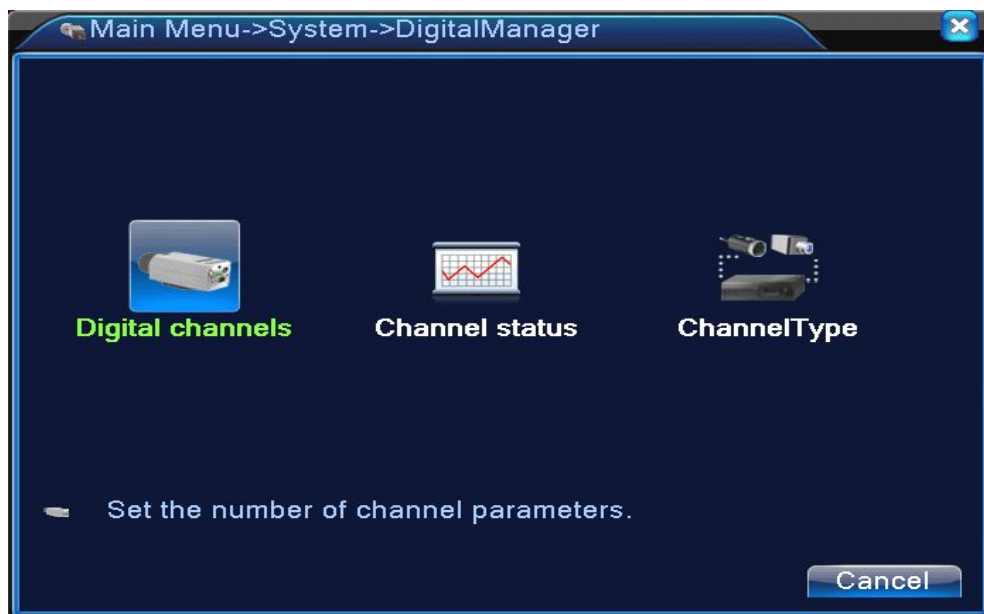 Main Menu->System->DigitalManager
Digital channels
Channel status
ChannelType
Set the number of channel parameters.
Cancel